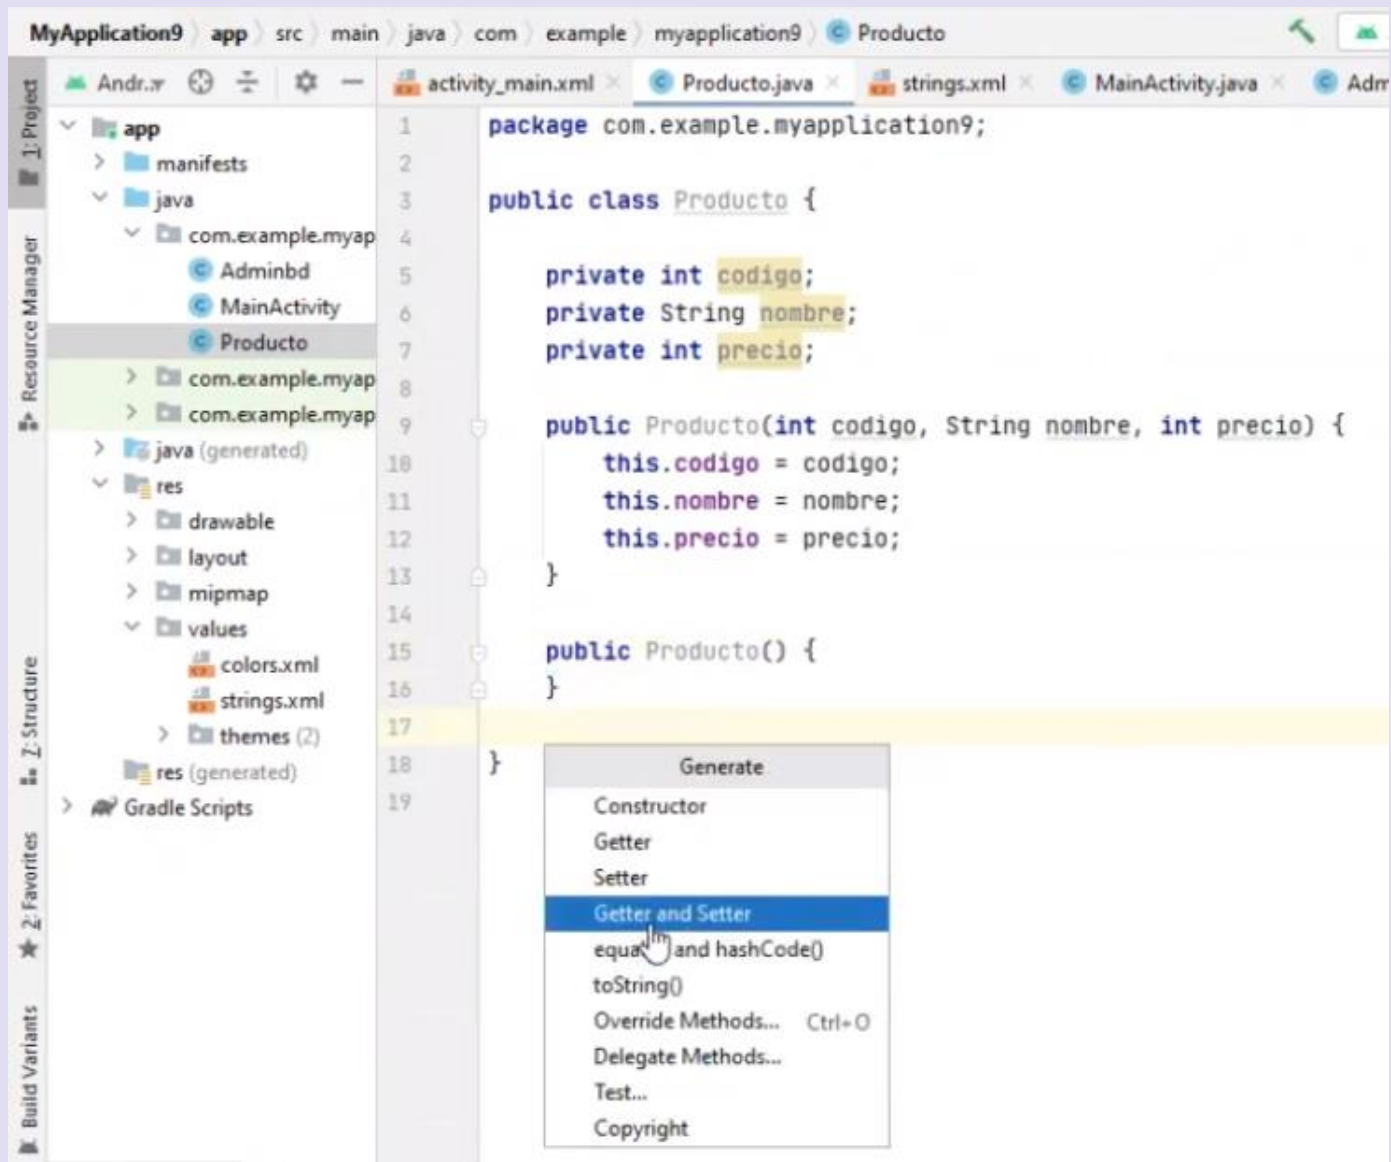 MyApplication9 app src main java com example myapplication9 Producto
1: Project
Resource Manager
Z: Structure
2: Favorites
Build Variants
Andr..
app
manifests
java
com.example.myap
Adminbd
MainActivity
Producto
com.example.myap
com.example.myap
java (generated)
res
drawable
layout
mipmap
values
colors.xml
strings.xml
themes (2)
res (generated)
Gradle Scripts
activity_main.xml Producto.java strings.xml MainActivity.java Adm
1 package com.example.myapplication9;
2
3 public class Producto {
4
5 private int codigo;
6 private String nombre;
7 private int precio;
8
9 public Producto(int codigo, String nombre, int precio) {
10 this.codigo = codigo;
11 this.nombre = nombre;
12 this.precio = precio;
13 }
14
15 public Producto() {
16 }
17
18 }
19
Generate
Constructor
Getter
Setter
Getter and Setter
and hashCode()
toString()
Override Methods... Ctrl+O
Delegate Methods...
Test...
Copyright